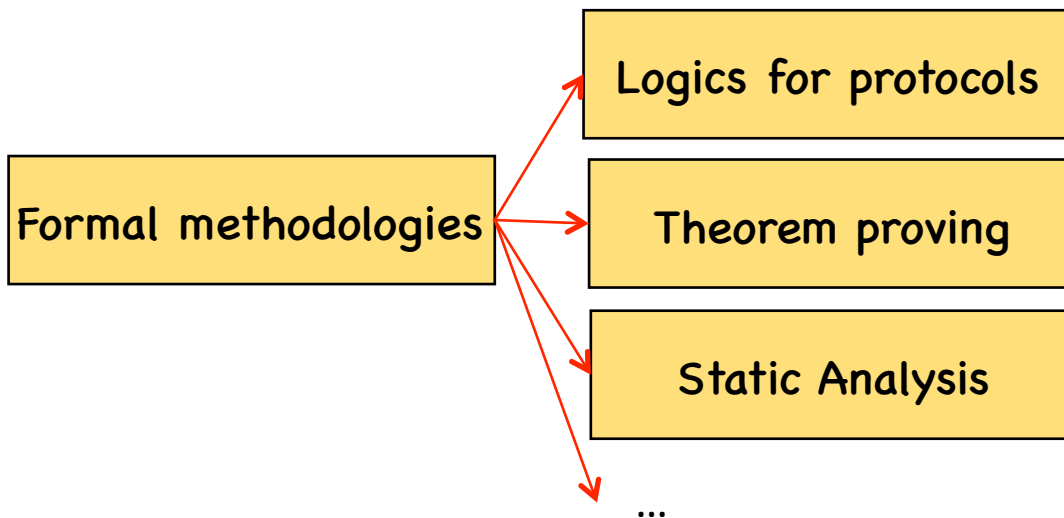 Logics for protocols
Formal methodologies
Theorem proving
Static Analysis
...